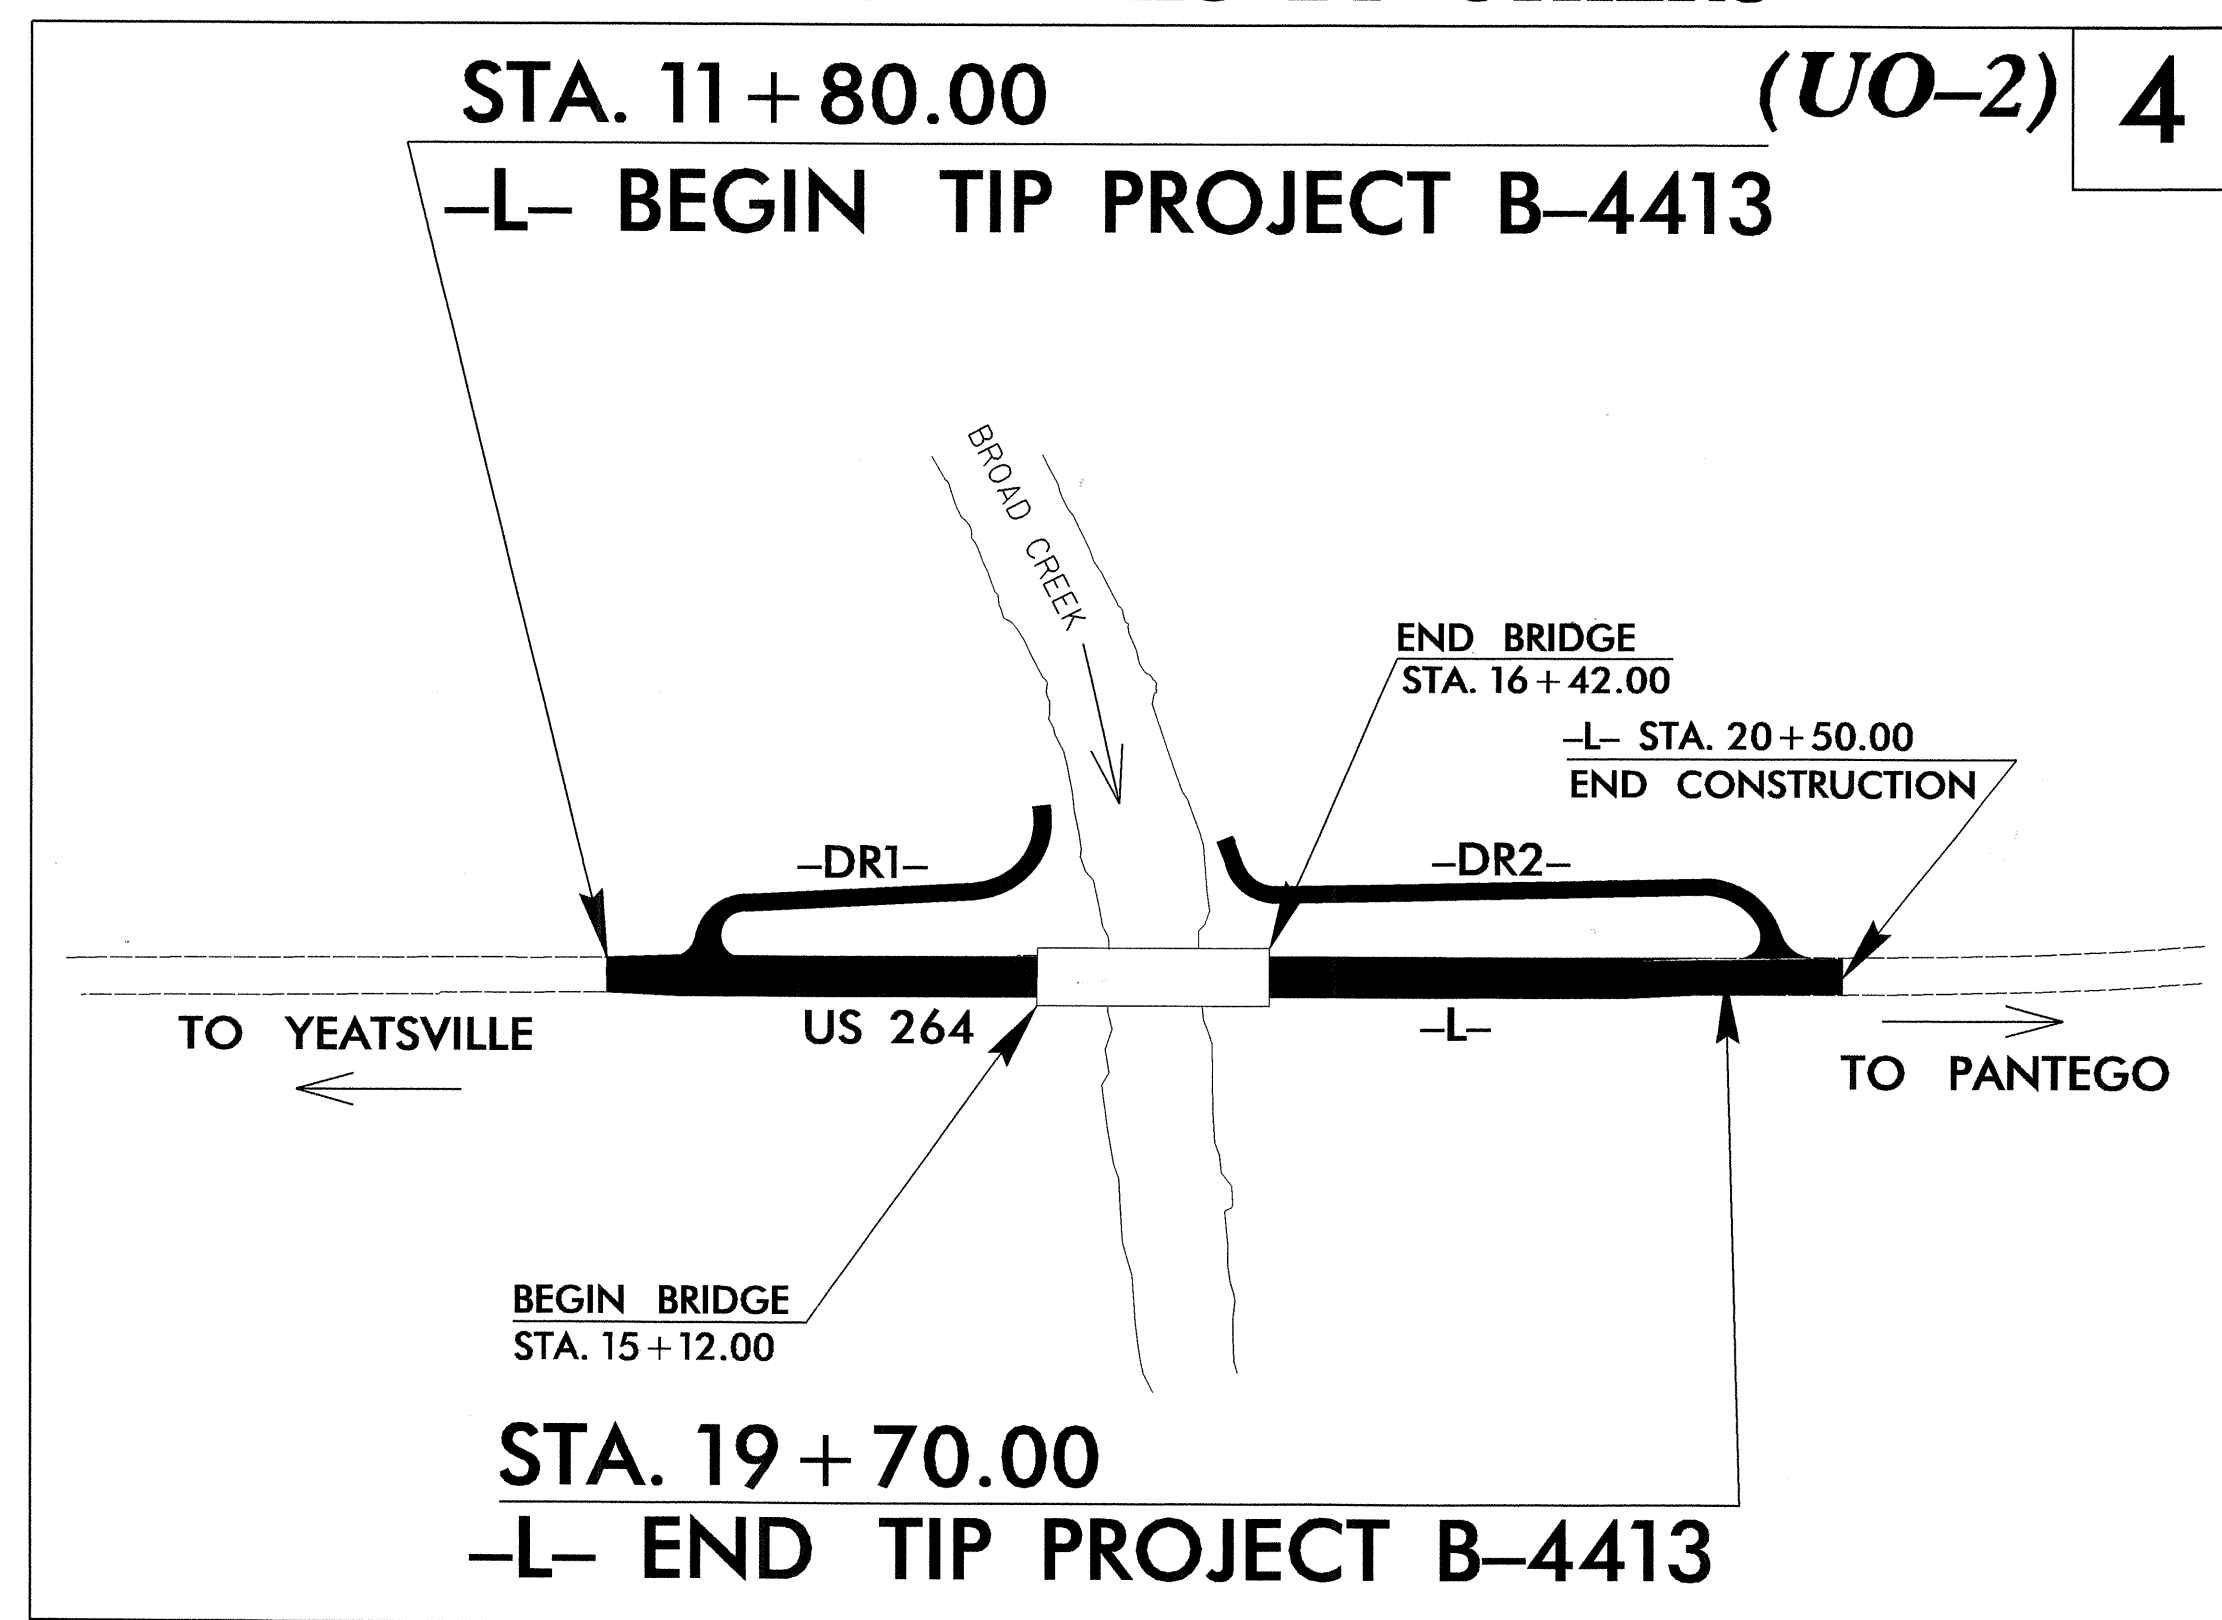 STA. 11+80.00
(UO–2)
4
–L– BEGIN TIP PROJECT B–4413
BROAD CREEK
END BRIDGE
STA. 16+42.00
–L– STA. 20+50.00
END CONSTRUCTION
–DR1–
–DR2–
TO YEATSVILLE
US 264
–L–
TO PANTEGO
BEGIN BRIDGE
STA. 15+12.00
STA. 19+70.00
–L– END TIP PROJECT B–4413